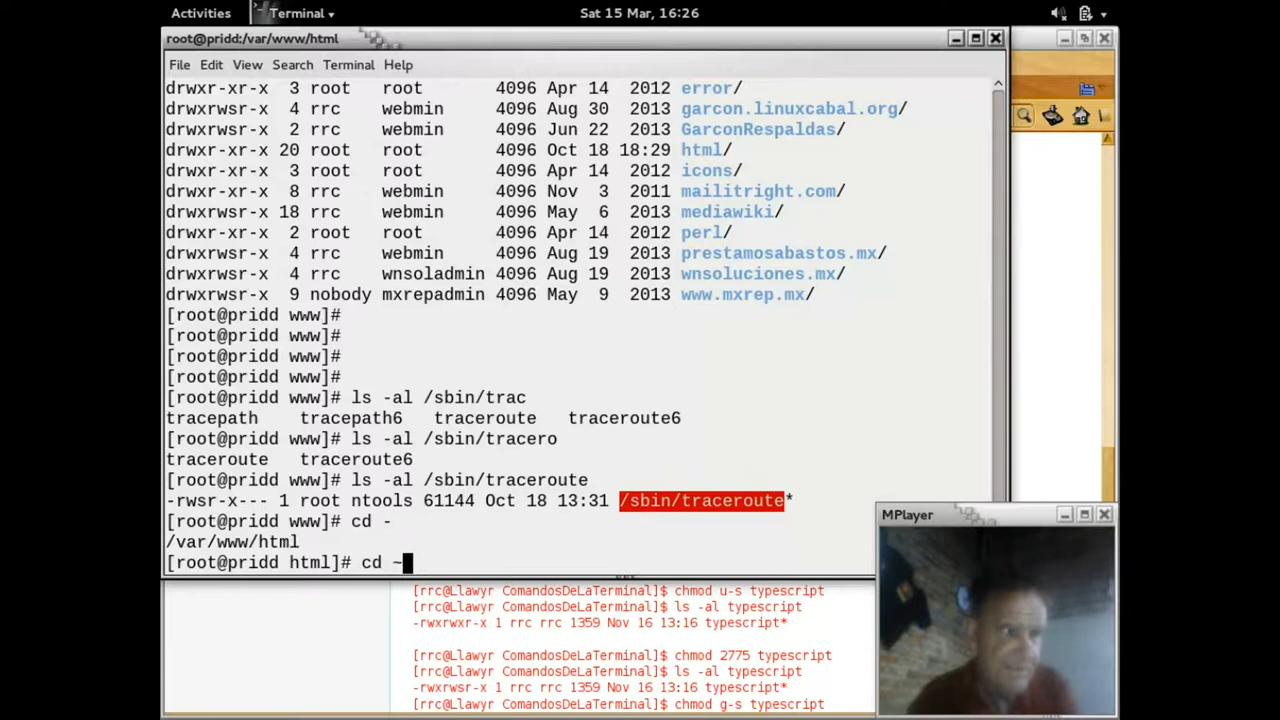 Activities Terminal Sat 15 Mar, 16:26
root@pridd:/var/www/html
File Edit View Search Terminal Help
drwxr-xr-x 3 root root 4096 Apr 14 2012 error/
drwxrwsr-x 4 rrc webmin 4096 Aug 30 2013 garcon.linuxcabal.org/
drwxrwsr-x 2 rrc webmin 4096 Jun 22 2013 GarconRespaldas/
drwxr-xr-x 20 root root 4096 Oct 18 18:29 html/
drwxr-xr-x 3 root root 4096 Apr 14 2012 icons/
drwxrwsr-x 8 rrc webmin 4096 Nov 3 2011 mailitright.com/
drwxrwsr-x 18 rrc webmin 4096 May 6 2013 mediawiki/
drwxr-xr-x 2 root root 4096 Apr 14 2012 perl/
drwxrwsr-x 4 rrc webmin 4096 Aug 19 2013 prestamosabastos.mx/
drwxrwsr-x 4 rrc wnsoladmin 4096 Aug 19 2013 wnsoluciones.mx/
drwxrwsr-x 9 nobody mxrepadmin 4096 May 9 2013 www.mxrep.mx/
[root@pridd www]#
[root@pridd www]#
[root@pridd www]#
[root@pridd www]#
[root@pridd www]# ls -al /sbin/trac
tracepath tracepath6 traceroute traceroute6
[root@pridd www]# ls -al /sbin/tracero
traceroute traceroute6
[root@pridd www]# ls -al /sbin/traceroute
-rwsr-x--- 1 root ntools 61144 Oct 18 13:31 /sbin/traceroute*
[root@pridd www]# cd -
/var/www/html
[root@pridd html]# cd ~
MPlayer
[rrc@Llawyr ComandosDeLaTerminal]$ chmod u-s typescript
[rrc@Llawyr ComandosDeLaTerminal]$ ls -al typescript
-rwxrwxr-x 1 rrc rrc 1359 Nov 16 13:16 typescript*
[rrc@Llawyr ComandosDeLaTerminal]$ chmod 2775 typescript
[rrc@Llawyr ComandosDeLaTerminal]$ ls -al typescript
-rwxrwsr-x 1 rrc rrc 1359 Nov 16 13:16 typescript*
[rrc@Llawyr ComandosDeLaTerminal]$ chmod g-s typescript